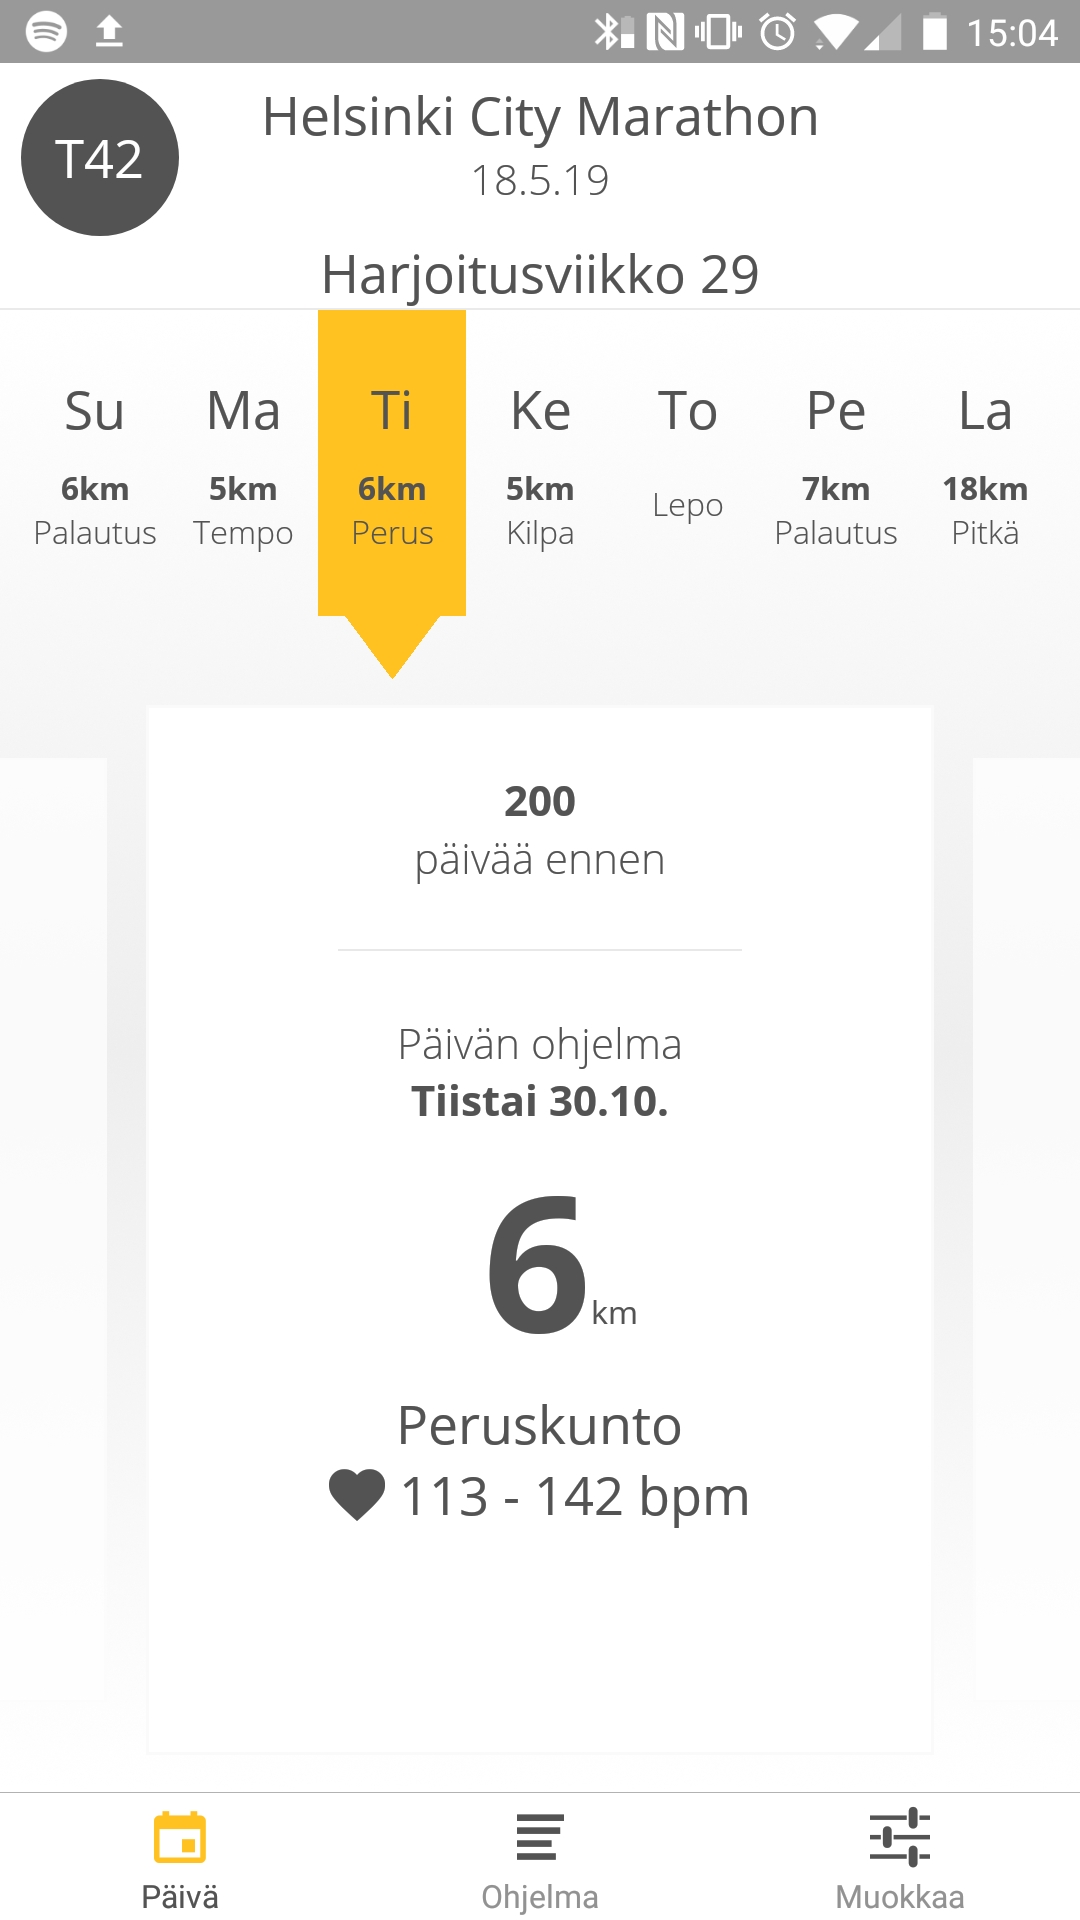 15:04
T42
Helsinki City Marathon
18.5.19
Harjoitusviikko 29
Su Ma Ti Ke To Pe La
6km 5km 6km 5km Lepo 7km 18km
Palautus Tempo Perus Kilpa Palautus Pitkä
200
päivää ennen
Päivän ohjelma
Tiistai 30.10.
6 km
Peruskunto
113 - 142 bpm
Päivä Ohjelma Muokkaa